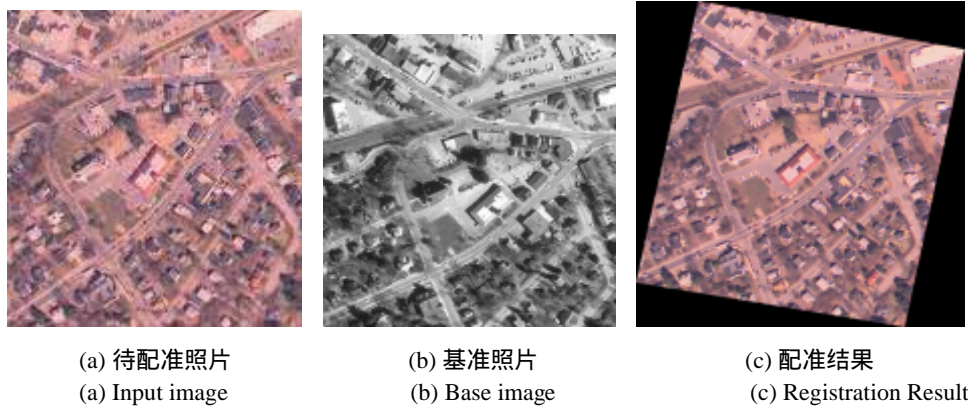 (a) 待配准照片
(b) 基准照片
(c) 配准结果
(a) Input image
(b) Base image
(c) Registration Result